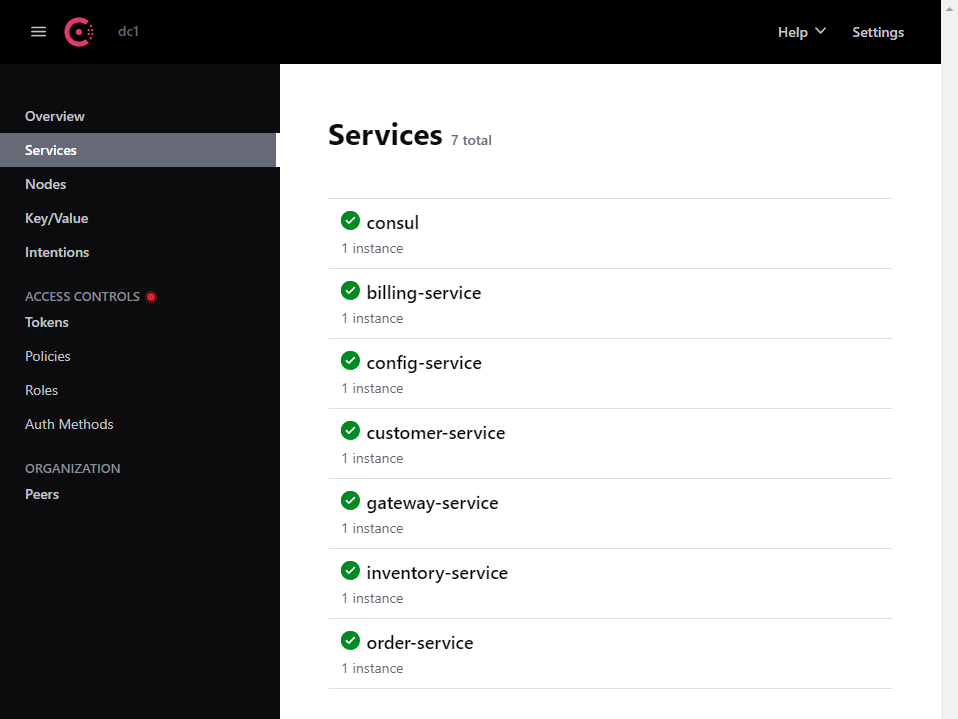 dc1
Help
Settings
Overview
Services
Nodes
Key/Value
Intentions
ACCESS CONTROLS
Tokens
Policies
Roles
Auth Methods
ORGANIZATION
Peers
Services 7 total
consul
1 instance
billing-service
1 instance
config-service
1 instance
customer-service
1 instance
gateway-service
1 instance
inventory-service
1 instance
order-service
1 instance